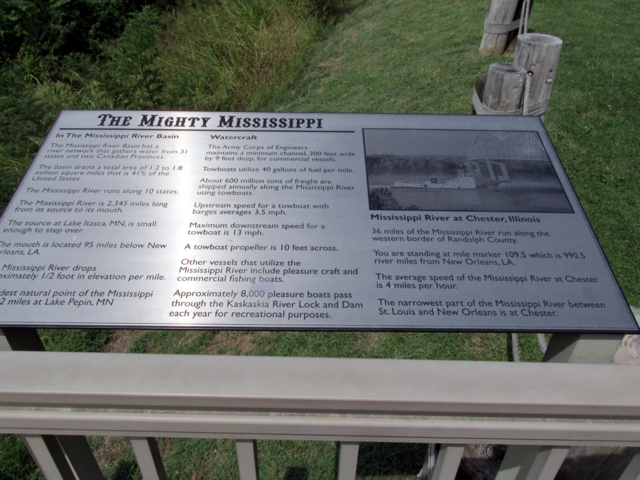 THE MIGHTY MISSISSIPPI
In The Mississippi River Basin
The Mississippi River Basin has a
river network that gathers water from 31
states and two Canadian Provinces.
The basin drains a total area of 1.2 to 1.8
million square miles that is 41% of the
United States.
The Mississippi River runs along 10 states.
The Mississippi River is 2,345 miles long
from its source to its mouth.
The source at Lake Itasca, MN, is small
enough to step over.
The mouth is located 95 miles below New
rleans, LA.
Mississippi River drops
ximately 1/2 foot in elevation per mile.
dest natural point of the Mississippi
2 miles at Lake Pepin, MN
Watercraft
The Army Corps of Engineers
maintains a minimum channel, 300 feet wide
by 9 feet deep, for commercial vessels.
Towboats utilize 40 gallons of fuel per mile.
About 600 million tons of freight are
shipped annually along the Mississippi River
using towboats.
Upstream speed for a towboat with
barges averages 3.5 mph.
Maximum downstream speed for a
towboat is 13 mph.
A towboat propeller is 10 feet across.
Other vessels that utilize the
Mississippi River include pleasure craft and
commercial fishing boats.
Approximately 8,000 pleasure boats pass
through the Kaskaskia River Lock and Dam
each year for recreational purposes.
Mississippi River at Chester, Illinois
36 miles of the Mississippi River run along the
western border of Randolph County.
You are standing at mile marker 109.5 which is 990.5
river miles from New Orleans, LA.
The average speed of the Mississippi River at Chester
is 4 miles per hour.
The narrowest part of the Mississippi River between
St. Louis and New Orleans is at Chester.